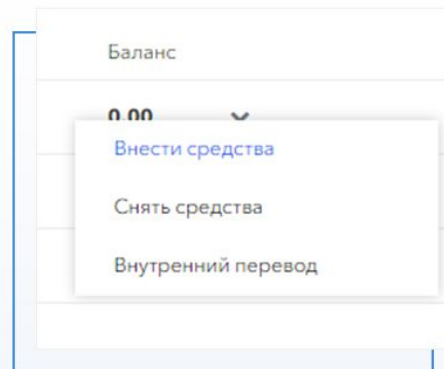 Баланс
0.00
Внести средства
Снять средства
Внутренний перевод